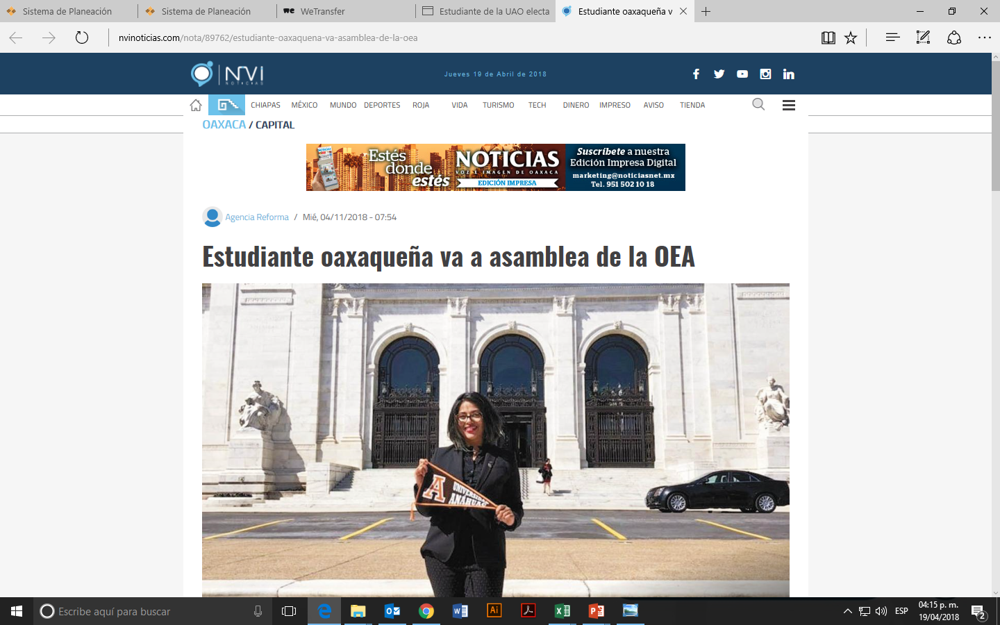 Sistema de Planeación
Sistema de Planeación
WeTransfer
Estudiante de la UAO electa
Estudiante oaxaqueña v
nvinoticias.com/nota/89762/estudiante-oaxaquena-va-asamblea-de-la-oea
NVI
NOTICIAS
Jueves 19 de Abril de 2018
CHIAPAS MÉXICO MUNDO DEPORTES ROJA VIDA TURISMO TECH DINERO IMPRESO AVISO TIENDA
OAXACA / CAPITAL
Estés
donde
estés
NOTICIAS
VOZ E IMAGEN DE OAXACA
EDICIÓN IMPRESA
Suscríbete a nuestra
Edición Impresa Digital
marketing@noticiasnet.mx
Tel. 951 502 10 18
Agencia Reforma / Mié, 04/11/2018 - 07:54
Estudiante oaxaqueña va a asamblea de la OEA
A
UNIVERSIDAD
ANÁHUAC
Escribe aquí para buscar
ESP
04:15 p. m.
19/04/2018
2